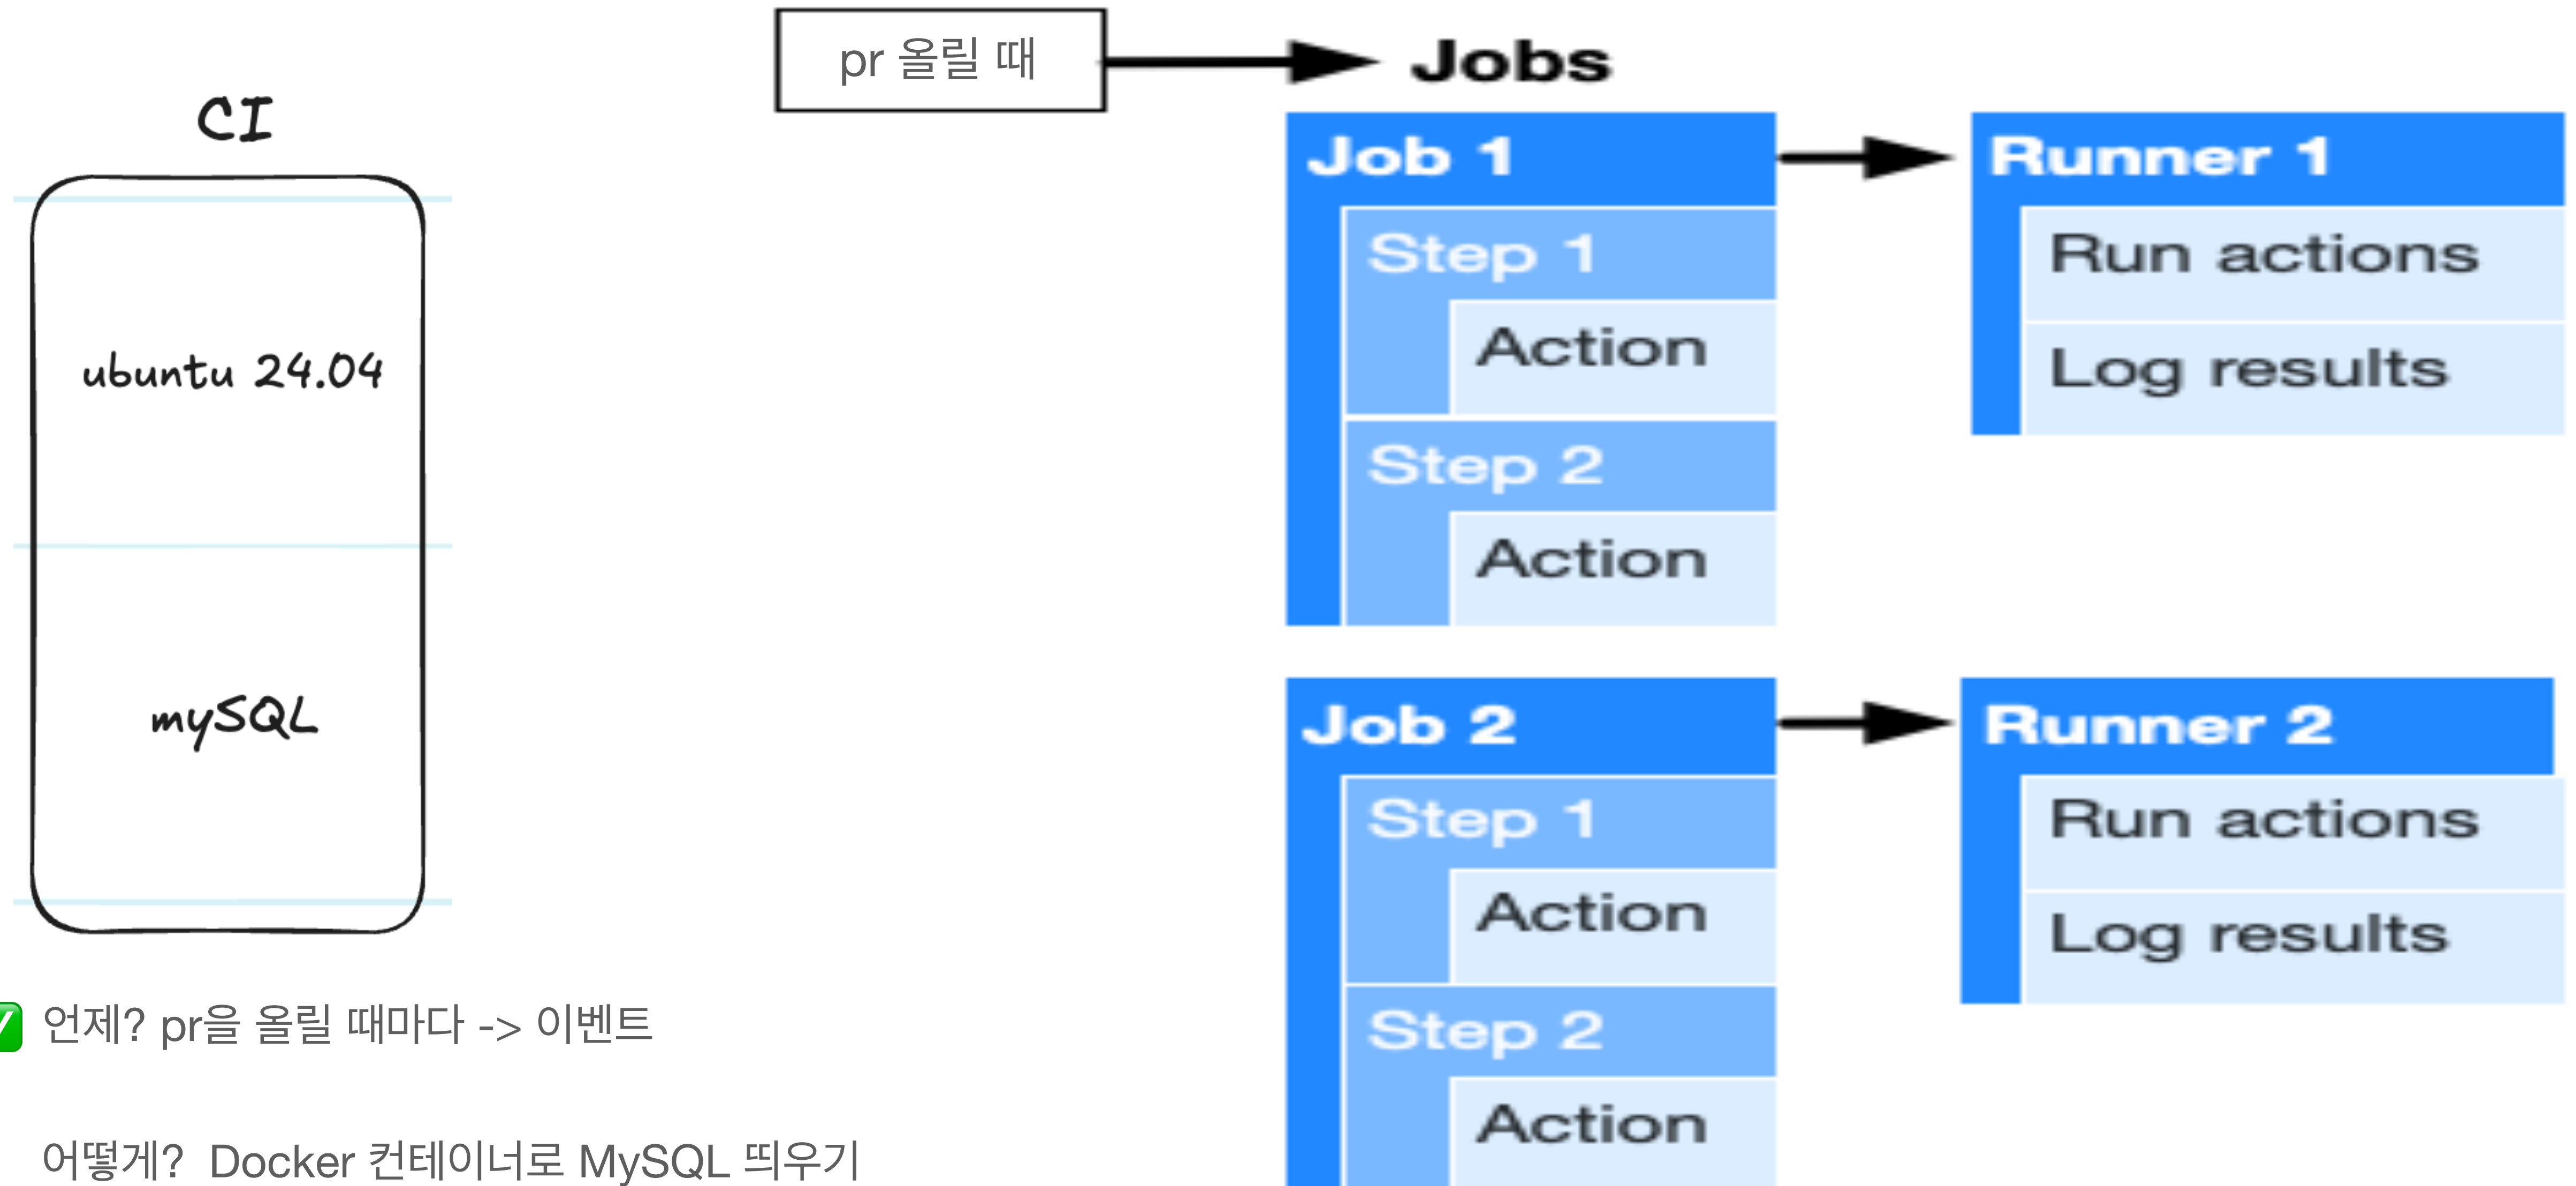 CI
ubuntu 24.04
mySQL
✅ 언제? pr을 올릴 때마다 -> 이벤트
어떻게? Docker 컨테이너로 MySQL 띄우기
pr 올릴 때
Jobs
Job 1
Step 1
Action
Step 2
Action
Runner 1
Run actions
Log results
Job 2
Step 1
Action
Step 2
Action
Runner 2
Run actions
Log results